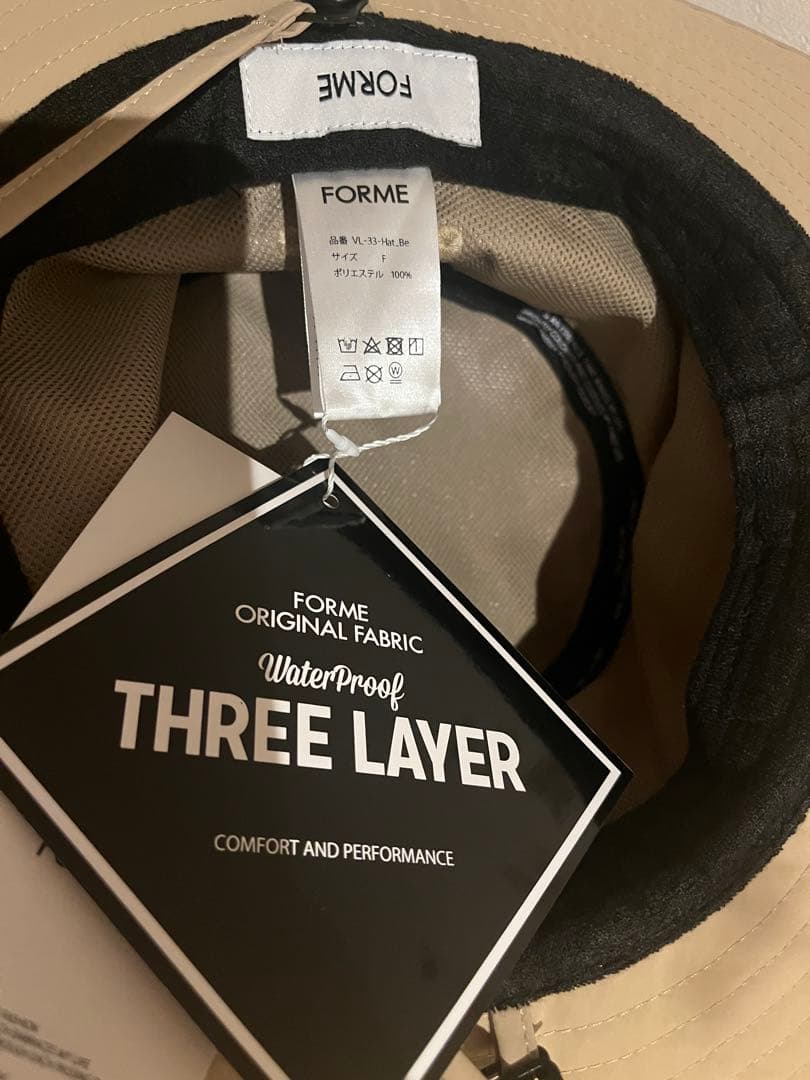 FORME
FORME
品番 VL-33-Hat_Be
サイズ F
ポリエステル 100%
W
FORME
ORIGINAL FABRIC
WaterProof
THREE LAYER
COMFORT AND PERFORMANCE